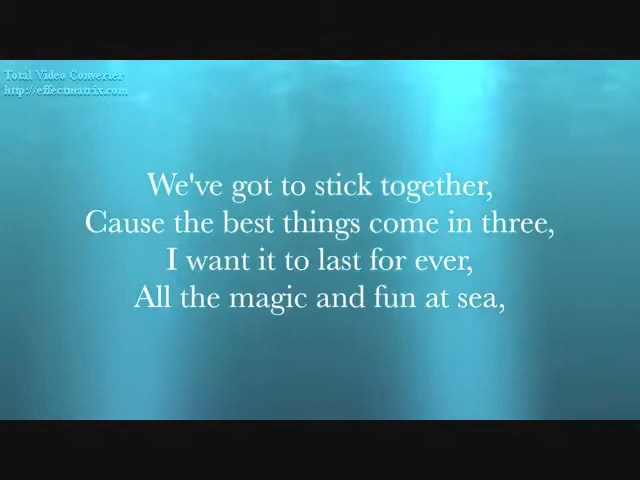 Total Video Converter
http://effectmatrix.com
We've got to stick together,
Cause the best things come in three,
I want it to last for ever,
All the magic and fun at sea,